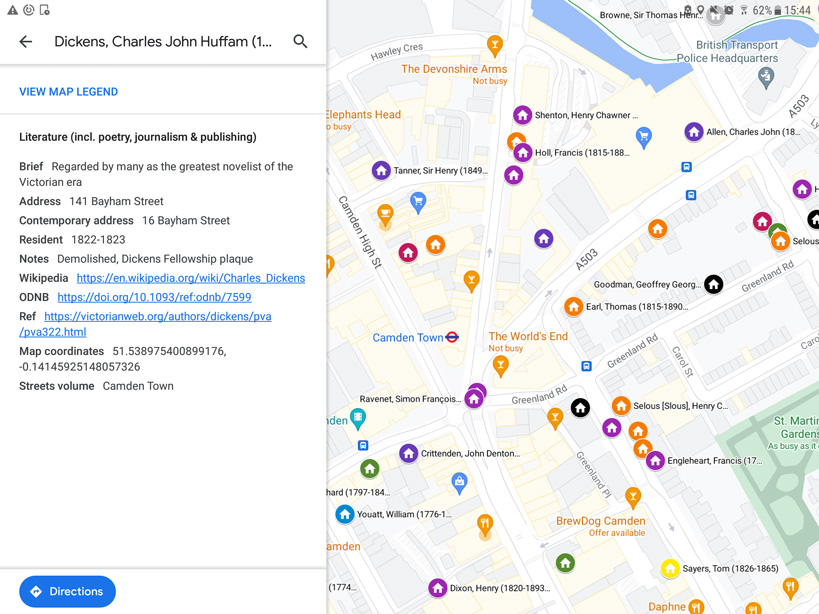 62% 15:44
Dickens, Charles John Huffam (1...
VIEW MAP LEGEND
Literature (incl. poetry, journalism & publishing)
Brief Regarded by many as the greatest novelist of the
Victorian era
Address 141 Bayham Street
Contemporary address 16 Bayham Street
Resident 1822-1823
Notes Demolished, Dickens Fellowship plaque
Wikipedia https://en.wikipedia.org/wiki/Charles_Dickens
ODNB https://doi.org/10.1093/ref:odnb/7599
Ref https://victorianweb.org/authors/dickens/pva
/pva322.html
Map coordinates 51.538975400899176,
-0.14145925148057326
Streets volume Camden Town
Directions
Browne, Sir Thomas Henr...
British Transport
Police Headquarters
Hawley Cres
The Devonshire Arms
Not busy
A503
Elephants Head
o busy
Shenton, Henry Chawner ...
Allen, Charles John (18...
Holl, Francis (1815-188...
Tanner, Sir Henry (1849...
H
Camden High St
Selous
A503
Goodman, Geoffrey Georg...
Greenland Rd
Earl, Thomas (1815-1890...
Camden Town
The World's End
Not busy
Greenland Rd
Carol St
Caro
Ravenet, Simon François...
Greenland Rd
Selous [Slous], Henry C...
nden
St. Martin
Gardens
As busy as it
Crittenden, John Denton...
Engleheart, Francis (17...
hard (1797-184...
Greenland Pl
Youatt, William (1776-1...
BrewDog Camden
Offer available
amden
Sayers, Tom (1826-1865)
(1774...
Dixon, Henry (1820-1893...
Daphne